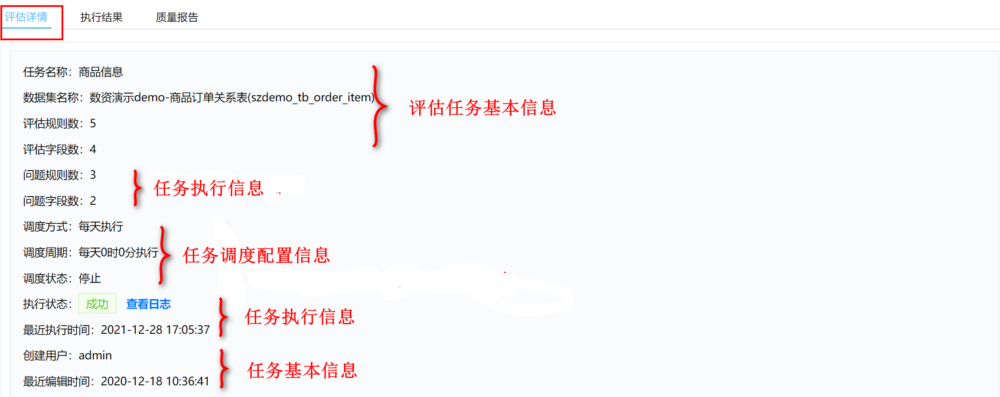 评估详情 执行结果 质量报告
任务名称：商品信息
数据集名称：数资演示demo-商品订单关系表(szdemo_tb_order_item)
评估任务基本信息
评估规则数：5
评估字段数：4
问题规则数：3
任务执行信息
问题字段数：2
调度方式：每天执行
调度周期：每天0时0分执行
任务调度配置信息
调度状态：停止
执行状态：成功 查看日志
任务执行信息
最近执行时间：2021-12-28 17:05:37
创建用户：admin
任务基本信息
最近编辑时间：2020-12-18 10:36:41